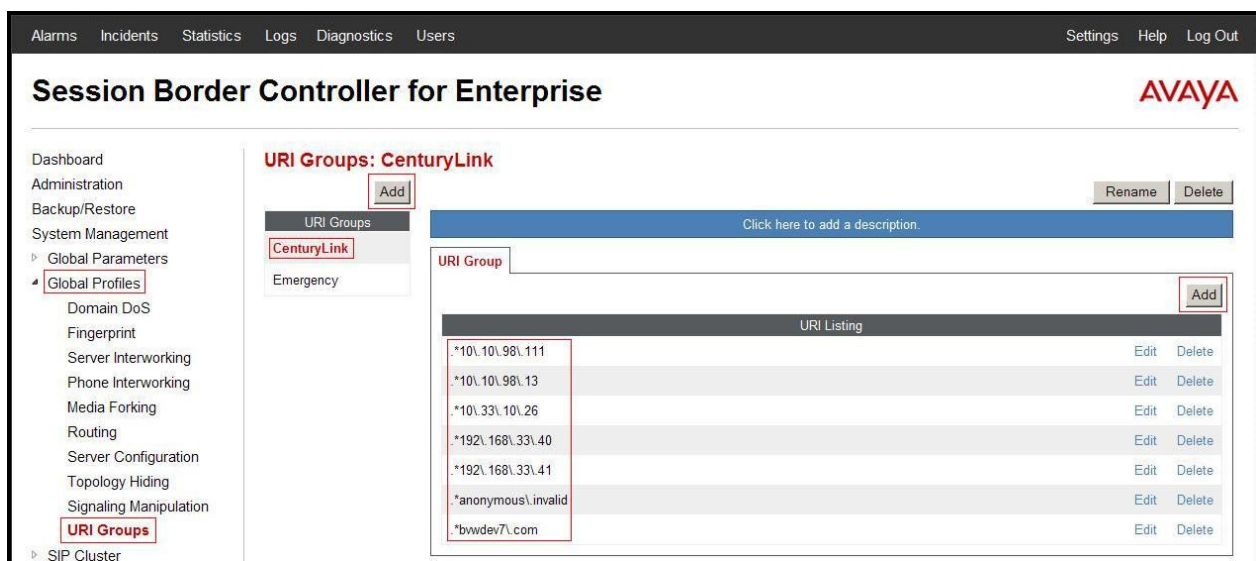 Alarms Incidents Statistics Logs Diagnostics Users Settings Help Log Out
Session Border Controller for Enterprise
AVAYA
Dashboard
Administration
Backup/Restore
System Management
Global Parameters
Global Profiles
Domain DoS
Fingerprint
Server Interworking
Phone Interworking
Media Forking
Routing
Server Configuration
Topology Hiding
Signaling Manipulation
URI Groups
SIP Cluster
URI Groups: CenturyLink
Add
Rename Delete
URI Groups
CenturyLink
Emergency
Click here to add a description.
URI Group
Add
URI Listing
.*10\.10\.98\.111 Edit Delete
.*10\.10\.98\.13 Edit Delete
.*10\.33\.10\.26 Edit Delete
.*192\.168\.33\.40 Edit Delete
.*192\.168\.33\.41 Edit Delete
.*anonymous\.invalid Edit Delete
.*bvwdev7\.com Edit Delete